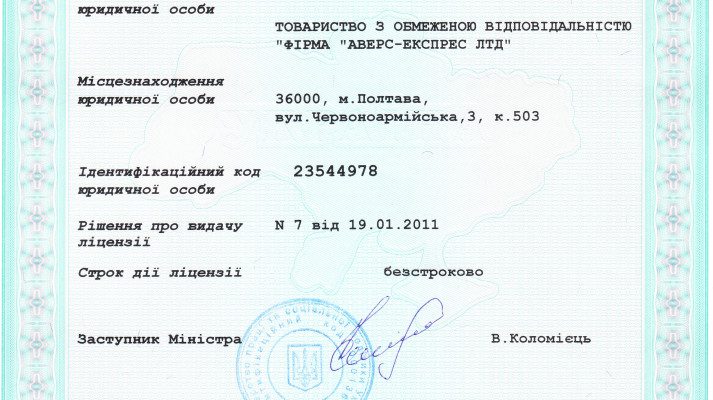 юридичної особи
ТОВАРИСТВО З ОБМЕЖЕНОЮ ВІДПОВІДАЛЬНІСТЮ
"ФІРМА "АВЕРС-ЕКСПРЕС ЛТД"
Місцезнаходження
юридичної особи
36000, м.Полтава,
вул.Червоноармійська,3, к.503
Ідентифікаційний код 23544978
юридичної особи
Рішення про видачу N 7 від 19.01.2011
ліцензії
Строк дії ліцензії безстроково
Заступник Міністра В.Коломієць
та соціальної